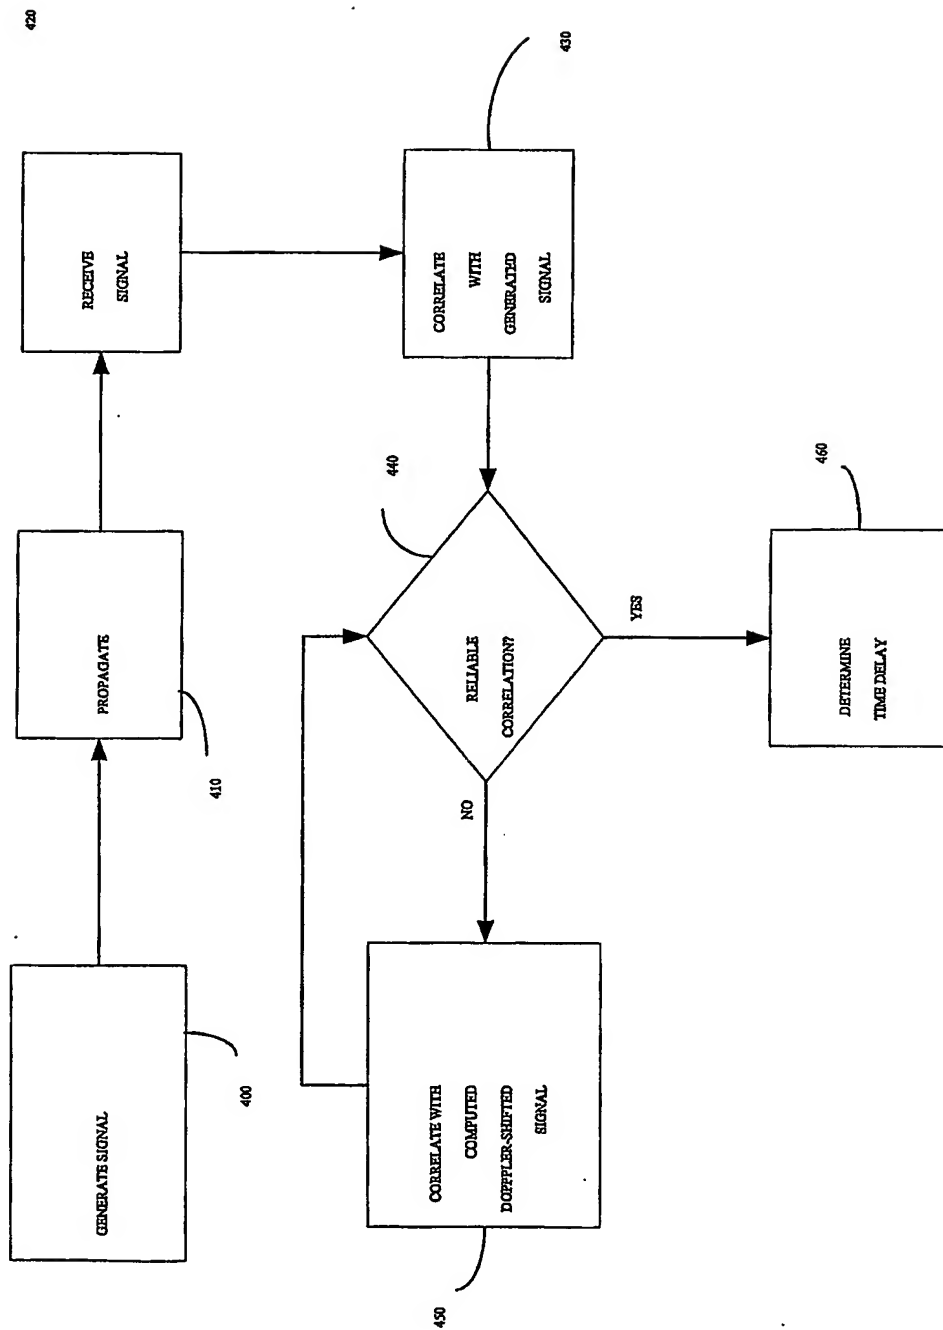 GENERATE SIGNAL
400
PROPAGATE
410
RECEIVE
SIGNAL
420
CORRELATE
WITH
GENERATED
SIGNAL
430
RELIABLE
CORRELATION?
440
NO
YES
CORRELATE WITH
COMPUTED
DOPPPLER-SHIFTED
SIGNAL
450
DETERMINE
TIME DELAY
460